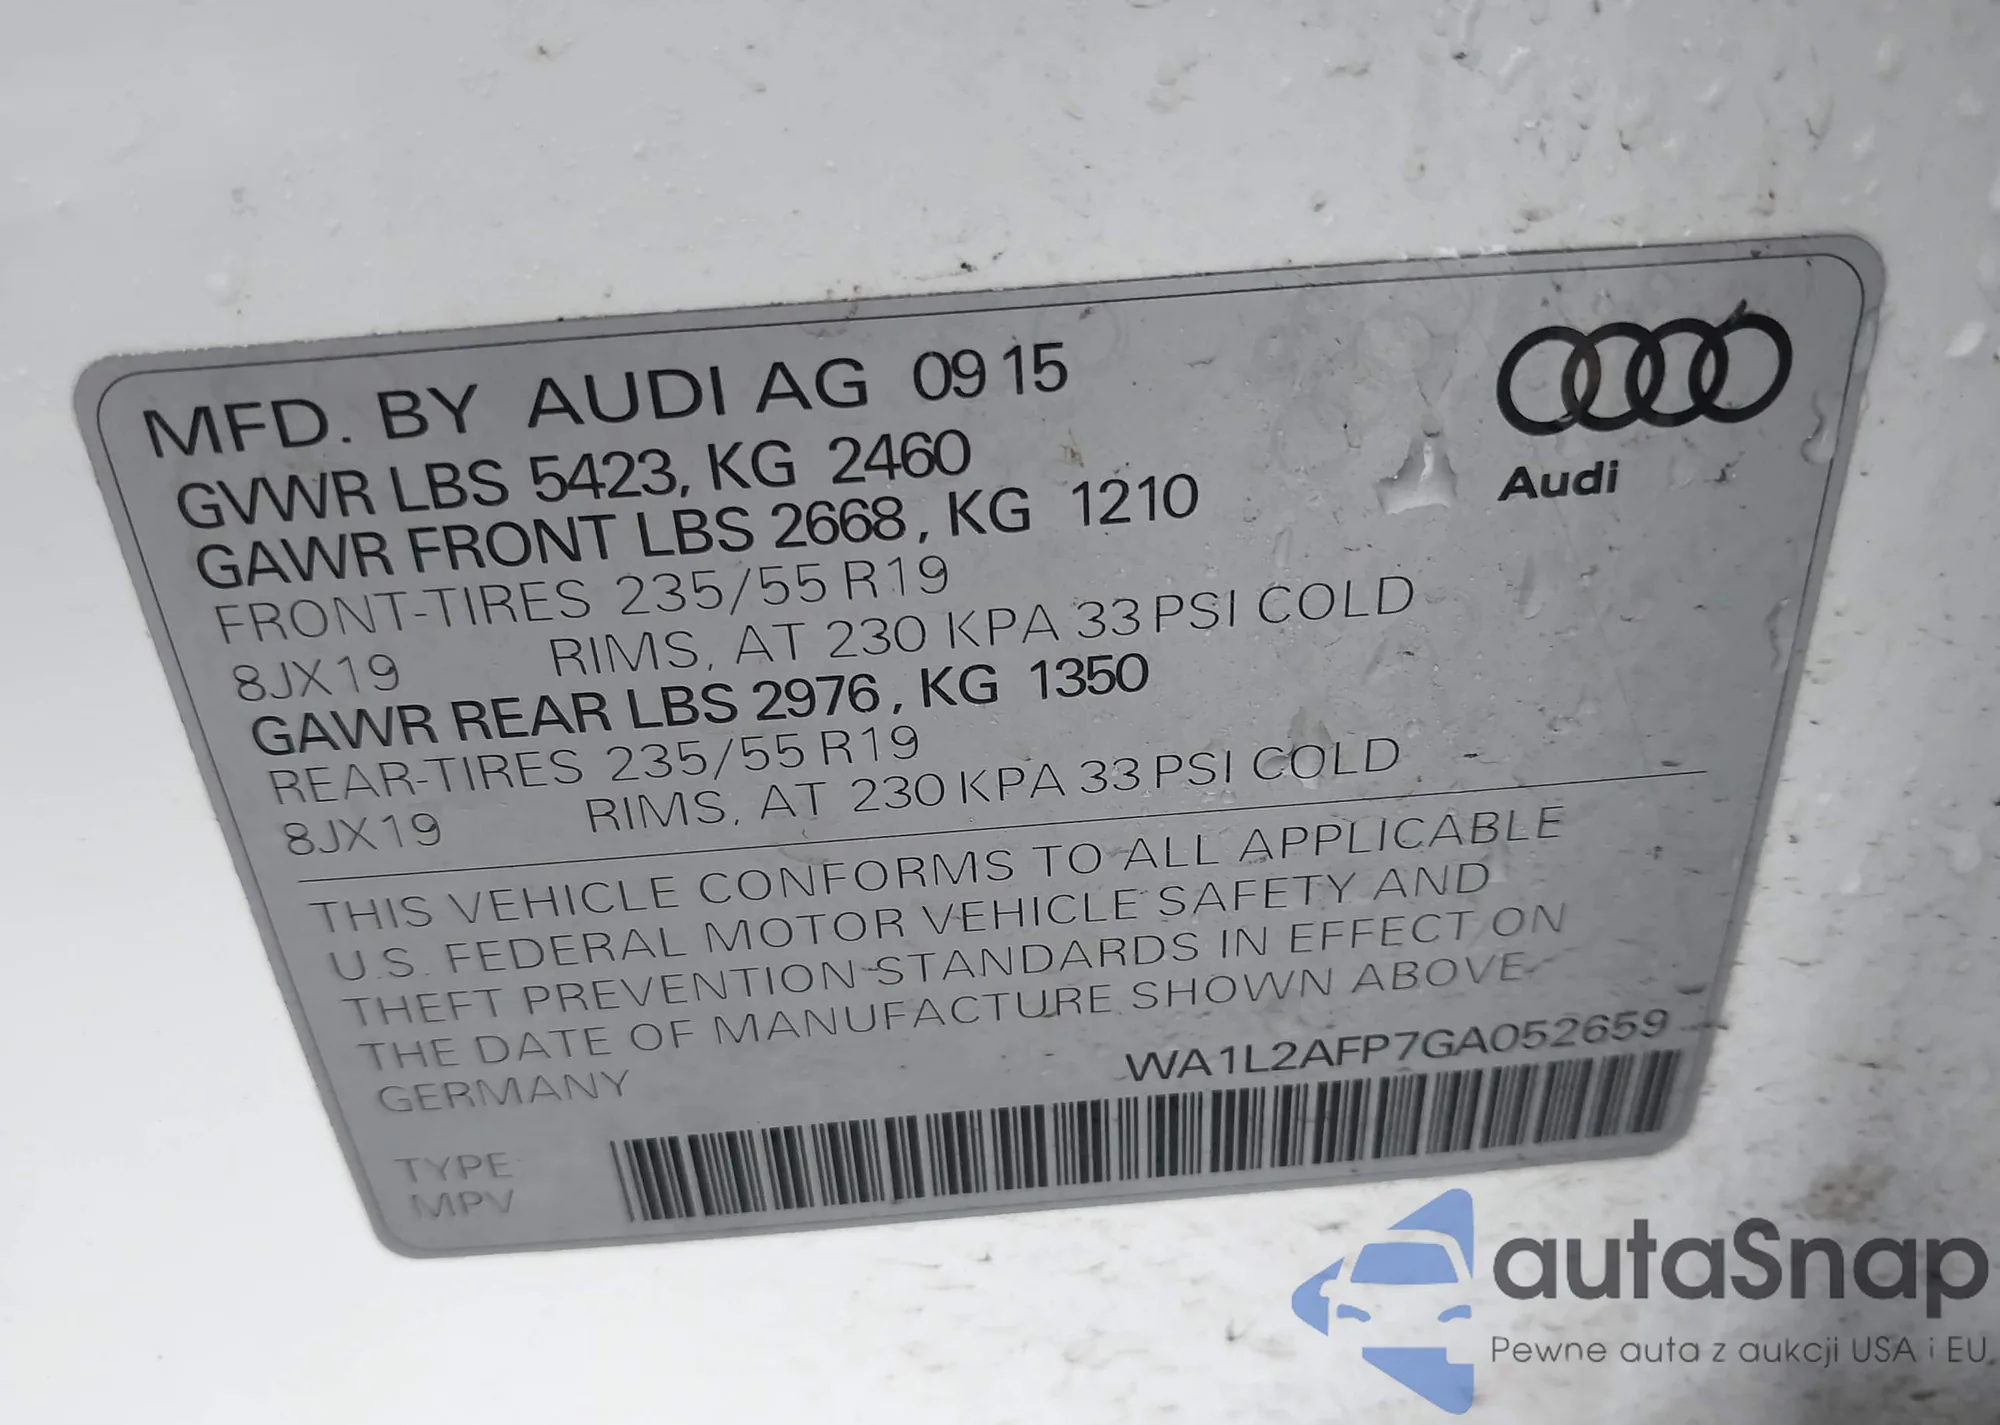 MFD. BY AUDI AG 09 15
GVWR LBS 5423, KG 2460
GAWR FRONT LBS 2668, KG 1210
FRONT-TIRES 235/55 R19
8JX19 RIMS, AT 230 KPA 33 PSI COLD
GAWR REAR LBS 2976, KG 1350
REAR-TIRES 235/55 R19
8JX19 RIMS, AT 230 KPA 33 PSI COLD
Audi
THIS VEHICLE CONFORMS TO ALL APPLICABLE
U.S. FEDERAL MOTOR VEHICLE SAFETY AND
THEFT PREVENTION STANDARDS IN EFFECT ON
THE DATE OF MANUFACTURE SHOWN ABOVE
GERMANY
WA1L2AFP7GA052659
TYPE
MPV
autaSnap
Pewne auta z aukcji USA i EU